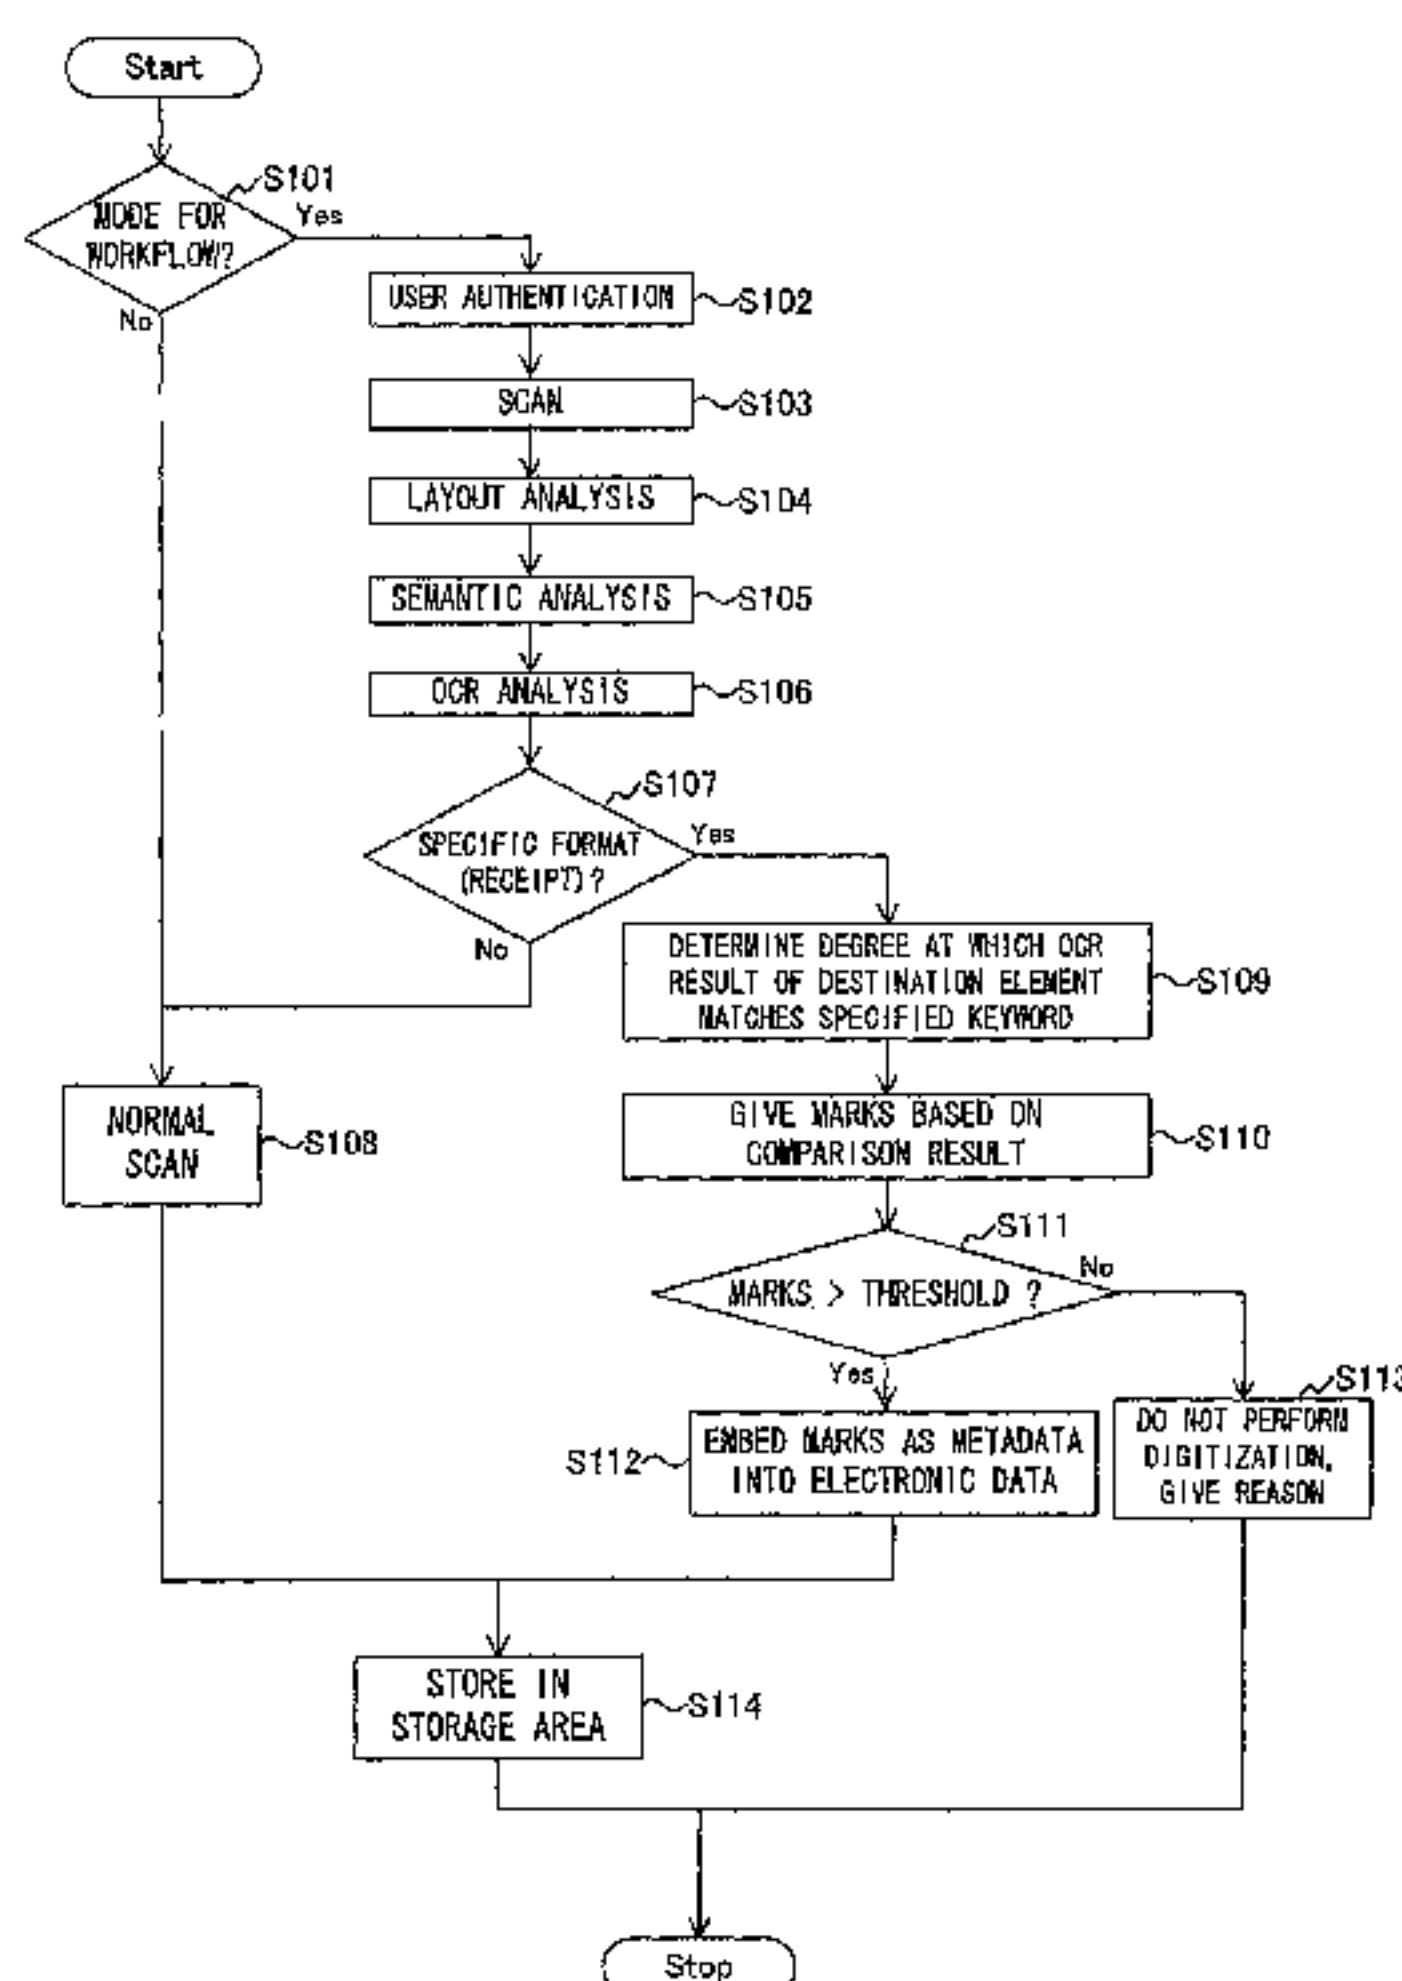 Start
S101
MODE FOR
WORKFLOW?
Yes
No
USER AUTHENTICATION
S102
SCAN
S103
LAYOUT ANALYSIS
S104
SEMANTIC ANALYSIS
S105
OCR ANALYSIS
S106
S107
SPECIFIC FORMAT
(RECEIPT)?
Yes
No
DETERMINE DEGREE AT WHICH OCR
RESULT OF DESTINATION ELEMENT
MATCHES SPECIFIED KEYWORD
S109
NORMAL
SCAN
S108
GIVE MARKS BASED ON
COMPARISON RESULT
S110
S111
MARKS > THRESHOLD ?
No
Yes
S112
EMBED MARKS AS METADATA
INTO ELECTRONIC DATA
S113
DO NOT PERFORM
DIGITIZATION,
GIVE REASON
STORE IN
STORAGE AREA
S114
Stop